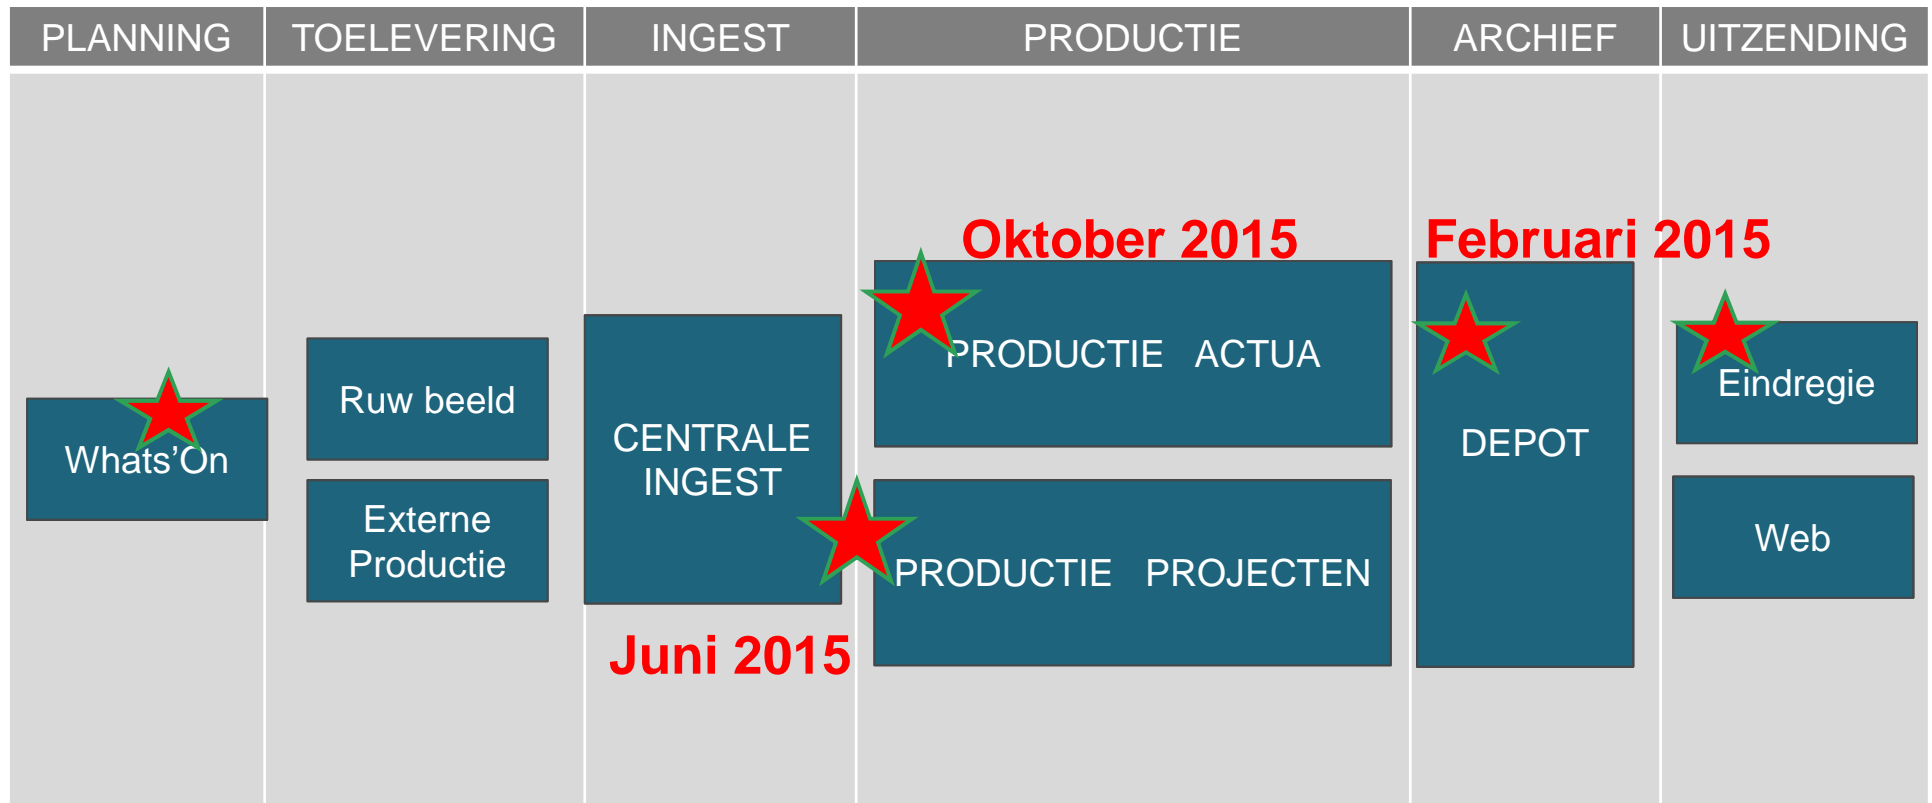 PLANNING
TOELEVERING
INGEST
PRODUCTIE
ARCHIEF
UITZENDING
Whats'On
Ruw beeld
Externe
Productie
CENTRALE
INGEST
Juni 2015
Oktober 2015
PRODUCTIE ACTUA
PRODUCTIE PROJECTEN
Februari 2015
DEPOT
Eindregie
Web